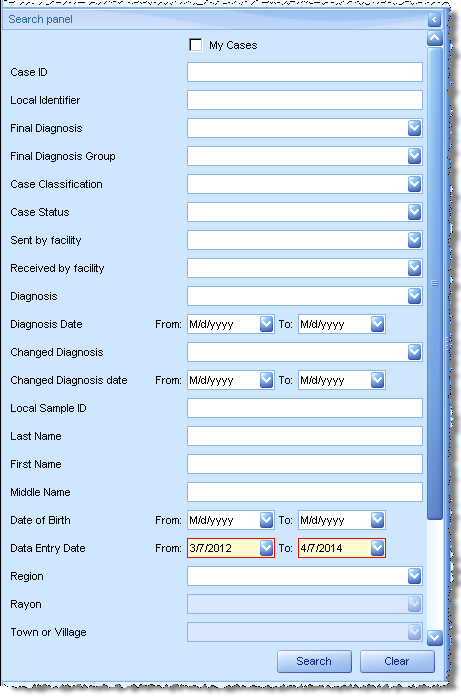 Search panel
My Cases
Case ID
Local Identifier
Final Diagnosis
Final Diagnosis Group
Case Classification
Case Status
Sent by facility
Received by facility
Diagnosis
Diagnosis Date From: M/d/yyyy To: M/d/yyyy
Changed Diagnosis
Changed Diagnosis date From: M/d/yyyy To: M/d/yyyy
Local Sample ID
Last Name
First Name
Middle Name
Date of Birth From: M/d/yyyy To: M/d/yyyy
Data Entry Date From: 3/7/2012 To: 4/7/2014
Region
Rayon
Town or Village
Search Clear